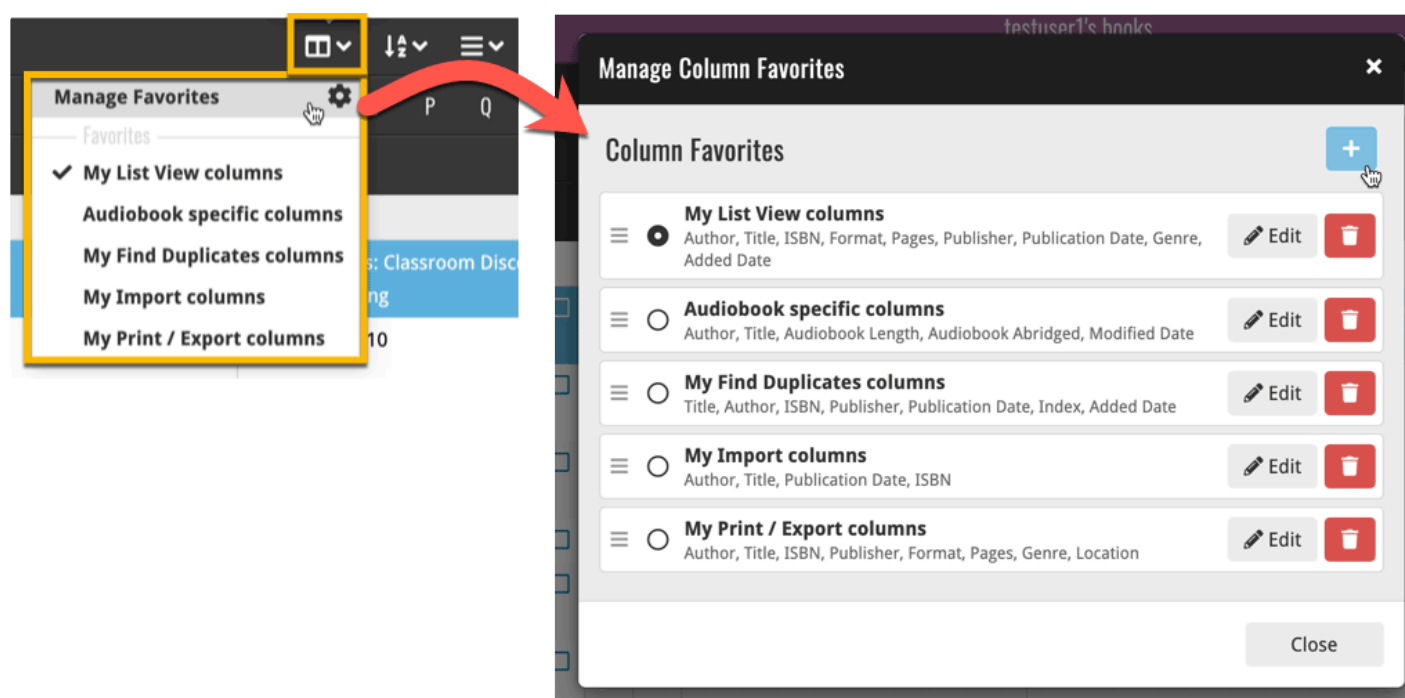 P Q
Manage Favorites
Favorites
My List View columns
Audiobook specific columns
My Find Duplicates columns
My Import columns
My Print / Export columns
s: Classroom Disc
ng
10
testuser1's books
Manage Column Favorites
Column Favorites
My List View columns
Author, Title, ISBN, Format, Pages, Publisher, Publication Date, Genre,
Added Date
Edit
Audiobook specific columns
Author, Title, Audiobook Length, Audiobook Abridged, Modified Date
Edit
My Find Duplicates columns
Title, Author, ISBN, Publisher, Publication Date, Index, Added Date
Edit
My Import columns
Author, Title, Publication Date, ISBN
Edit
My Print / Export columns
Author, Title, ISBN, Publisher, Format, Pages, Genre, Location
Edit
Close